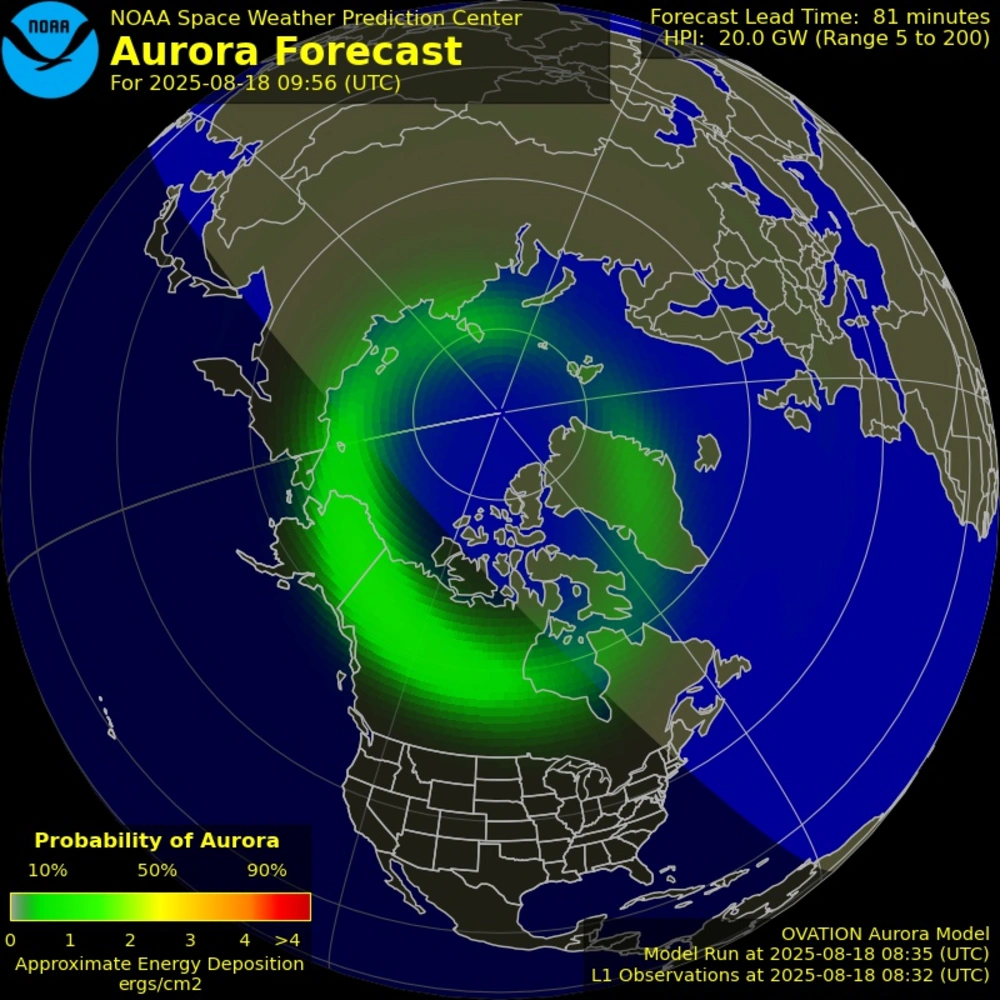 NOAA
NOAA Space Weather Prediction Center
Aurora Forecast
For 2025-08-18 09:56 (UTC)
Forecast Lead Time: 81 minutes
HPI: 20.0 GW (Range 5 to 200)
Probability of Aurora
10% 50% 90%
0 1 2 3 4 >4
Approximate Energy Deposition
ergs/cm2
OVATION Aurora Model
Model Run at 2025-08-18 08:35 (UTC)
L1 Observations at 2025-08-18 08:32 (UTC)